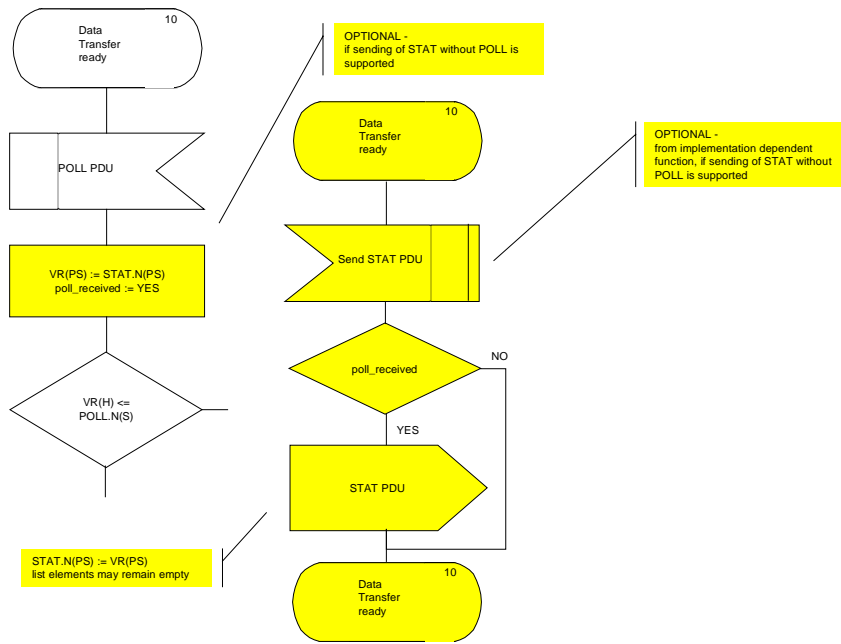 10
Data
Transfer
ready
POLL PDU
VR(PS) := STAT.N(PS)
poll_received := YES
VR(H) <=
POLL.N(S)
OPTIONAL -
if sending of STAT without POLL is
supported
10
Data
Transfer
ready
Send STAT PDU
OPTIONAL -
from implementation dependent
function, if sending of STAT without
POLL is supported
poll_received
NO
YES
STAT PDU
STAT.N(PS) := VR(PS)
list elements may remain empty
10
Data
Transfer
ready